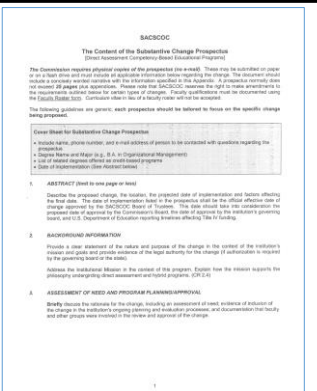 SACSCOC
The Content of the Substantive Change Prospectus
[Direct Assessment Competency-Based Educational Programs]
The Commission requires physical copies of the prospectus (no e-mail). These may be submitted on paper
or on a flash drive and must include all applicable information below regarding the change. The document should
include a concisely worded narrative with the information specified in this Appendix. A prospectus normally does
not exceed 25 pages plus appendices. Please note that SACSCOC reserves the right to make amendments to
the requirements outlined below for certain types of changes. Faculty qualifications must be documented using
the Faculty Roster form. Curriculum vitae in lieu of a faculty roster will not be accepted.
The following guidelines are generic; each prospectus should be tailored to focus on the specific change
being proposed.
Cover Sheet for Substantive Change Prospectus
• Include name, phone number, and e-mail address of person to be contacted with questions regarding the
prospectus
• Degree Name and Major (e.g., B.A. in Organizational Management)
• List of related degrees offered as credit-based programs
• Date of Implementation (See Abstract below)
1. ABSTRACT (limit to one page or less)
Describe the proposed change, the location, the projected date of implementation and factors affecting
the final date. The date of implementation listed in the prospectus shall be the official effective date of
change approved by the SACSCOC Board of Trustees. This date should take into consideration the
proposed date of approval by the Commission's Board, the date of approval by the institution's governing
board, and U.S. Department of Education reporting timelines affecting Title IV funding.
2. BACKGROUND INFORMATION
Provide a clear statement of the nature and purpose of the change in the context of the institution's
mission and goals and provide evidence of the legal authority for the change (if authorization is required
by the governing board or the state).
Address the Institutional Mission in the context of this program. Explain how the mission supports the
philosophy undergirding direct assessment and hybrid programs. (CR 2.4)
3. ASSESSMENT OF NEED AND PROGRAM PLANNING/APPROVAL
Briefly discuss the rationale for the change, including an assessment of need; evidence of inclusion of
the change in the institution's ongoing planning and evaluation processes; and documentation that faculty
and other groups were involved in the review and approval of the change.
1